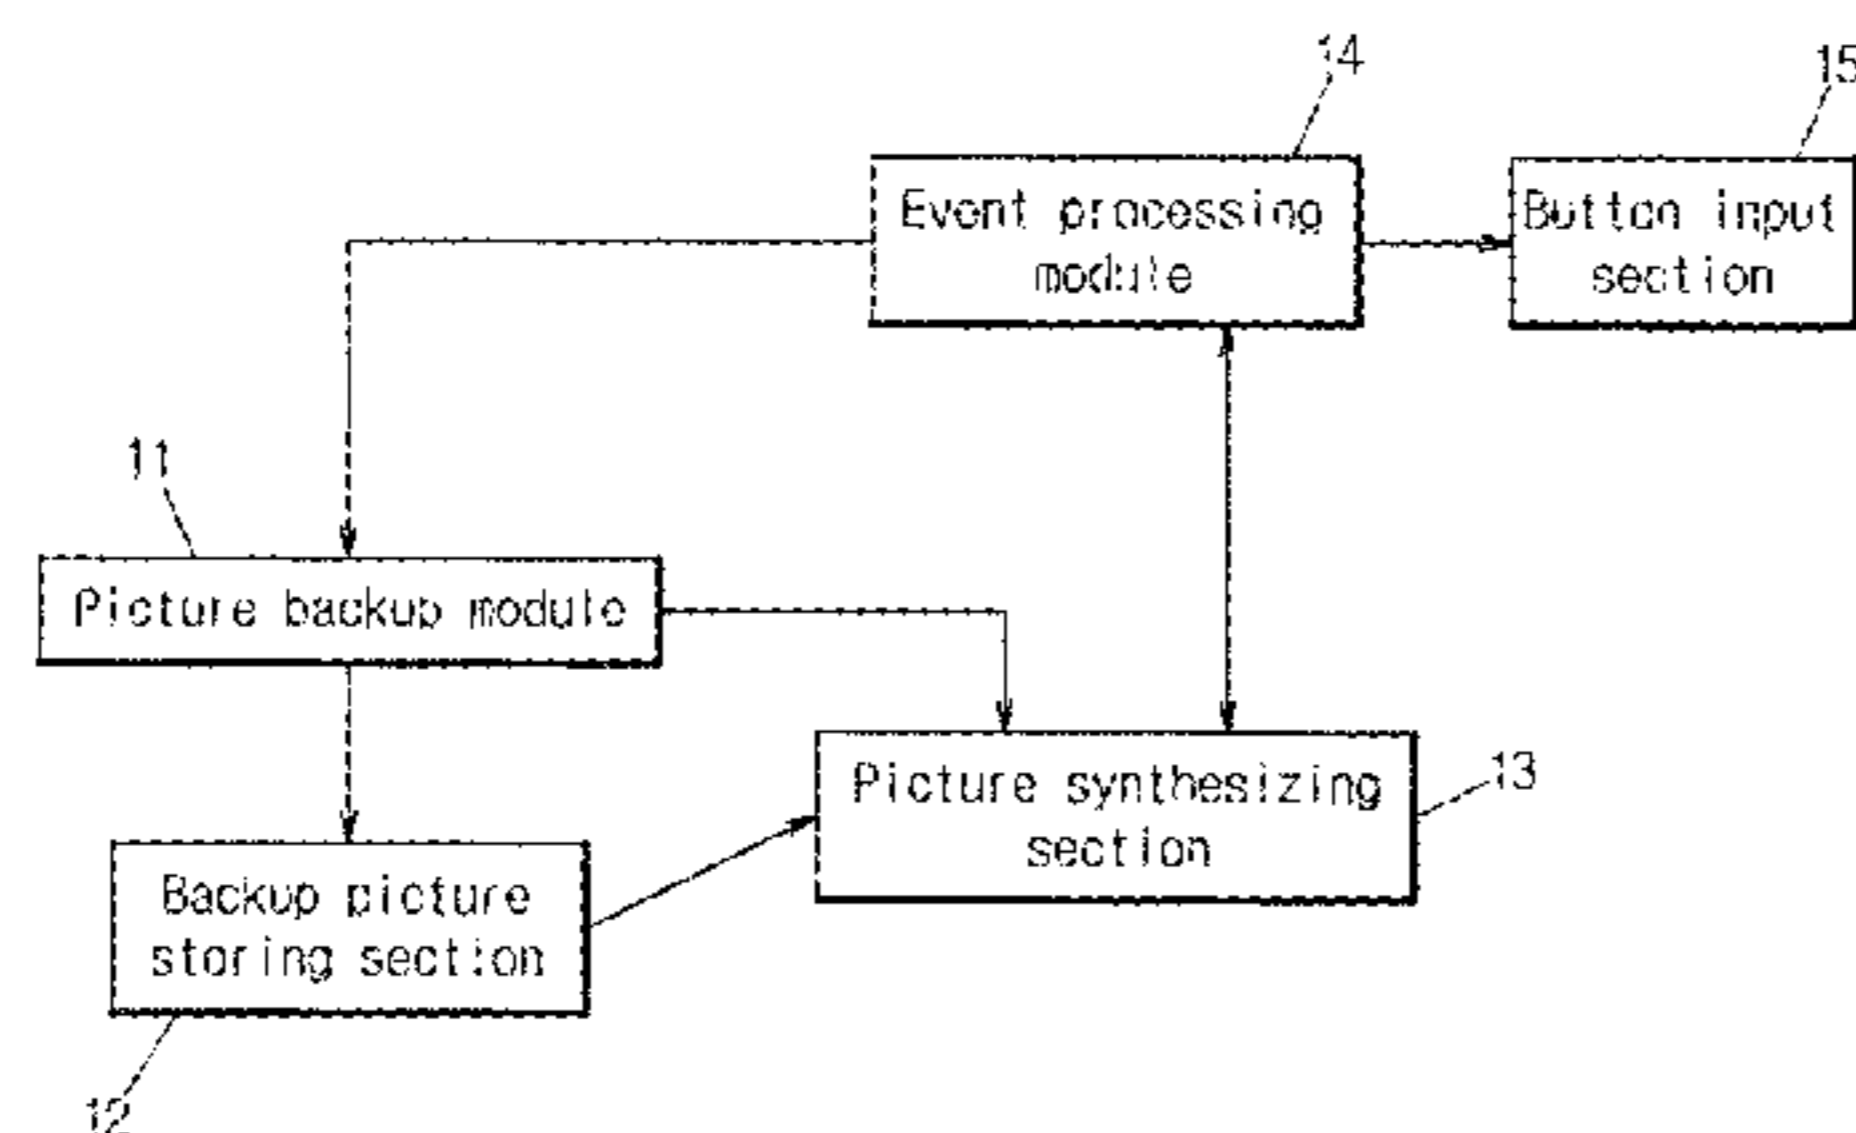 14
15
Event processing
module
Button input
section
11
Picture backup module
Picture synthesizing
section
13
Backup picture
storing section
12